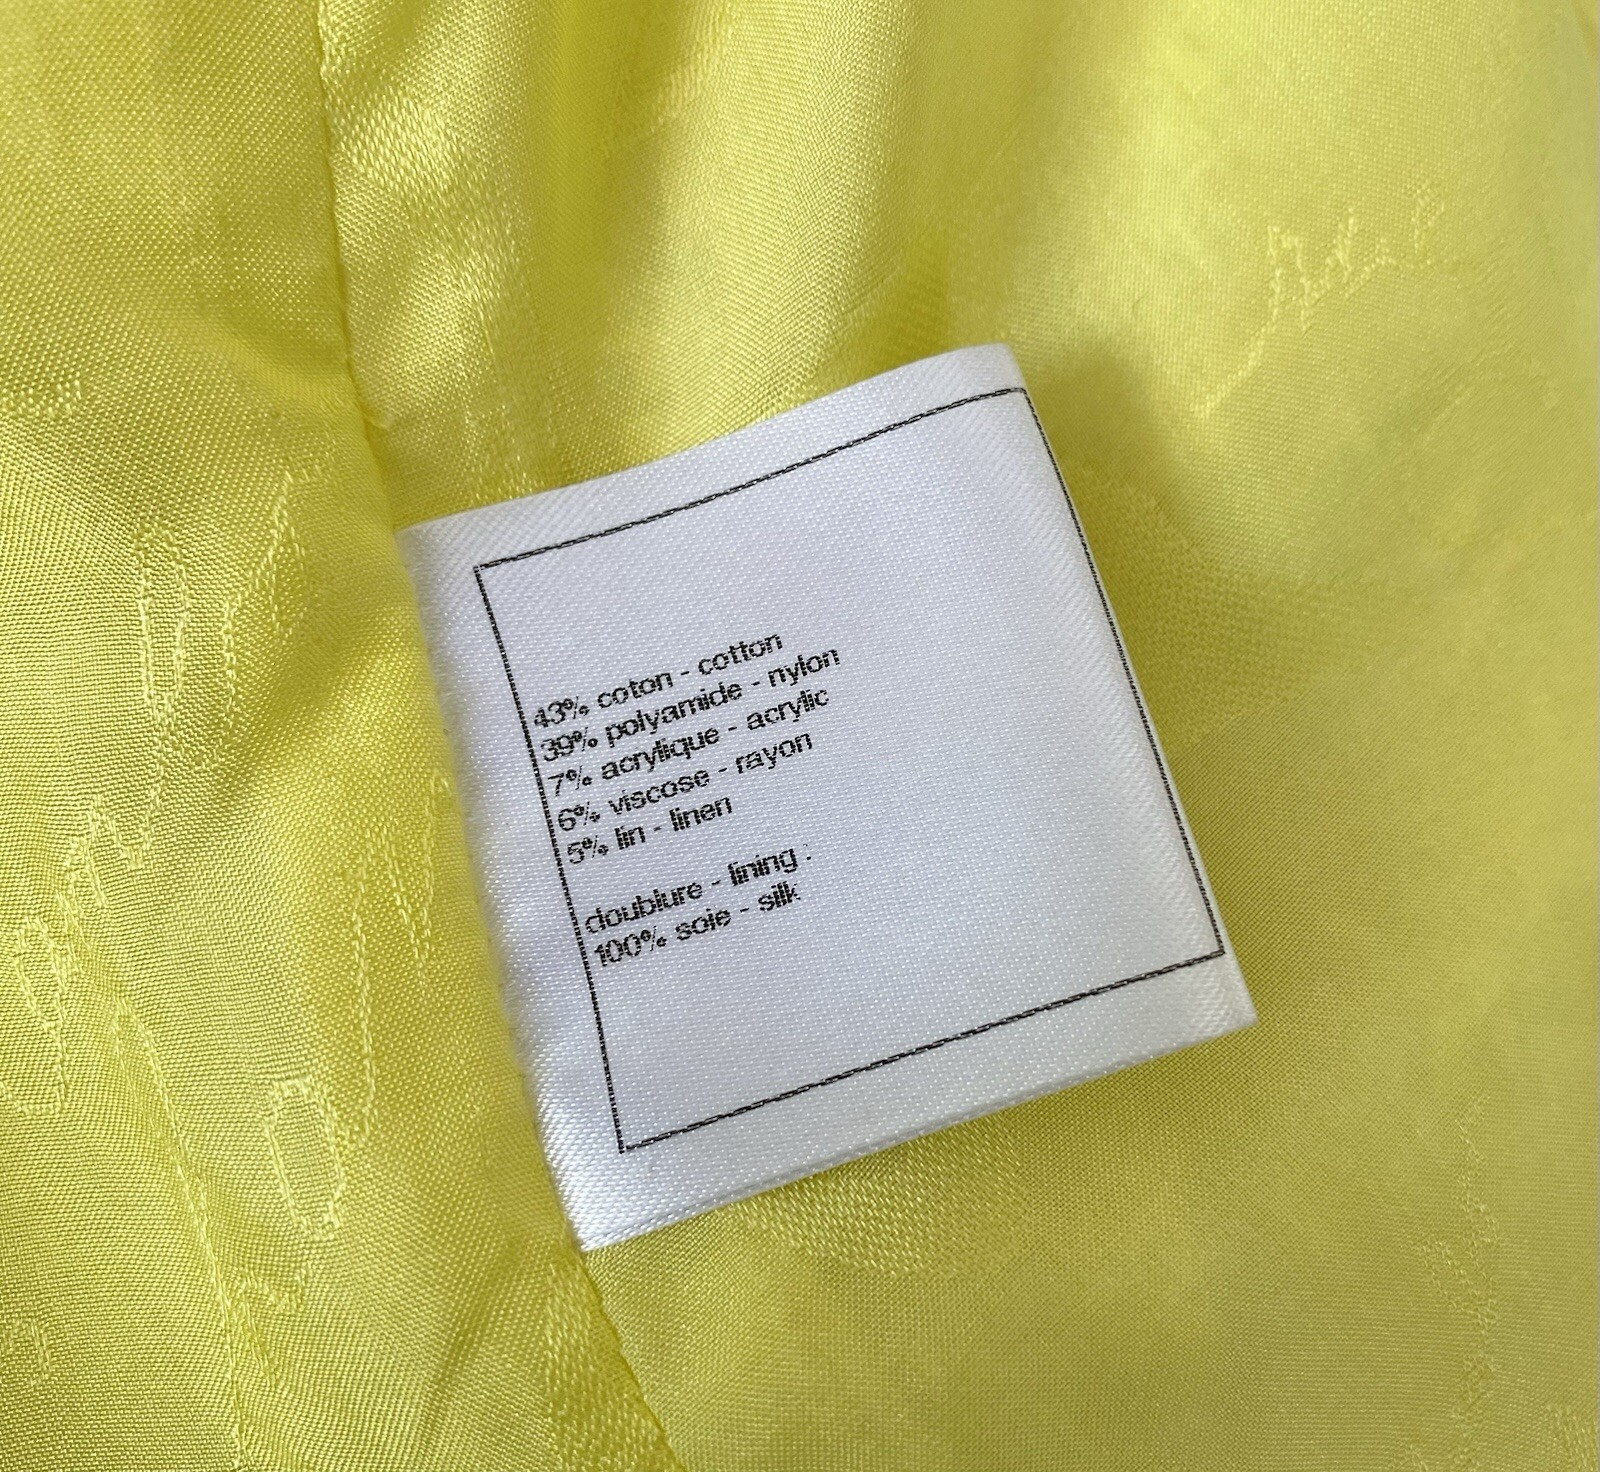 43% coton - cotton
39% polyamide - nylon
7% acrylique - acrylic
6% viscose - rayon
5% lin - linen
doublure - lining :
100% soie - silk